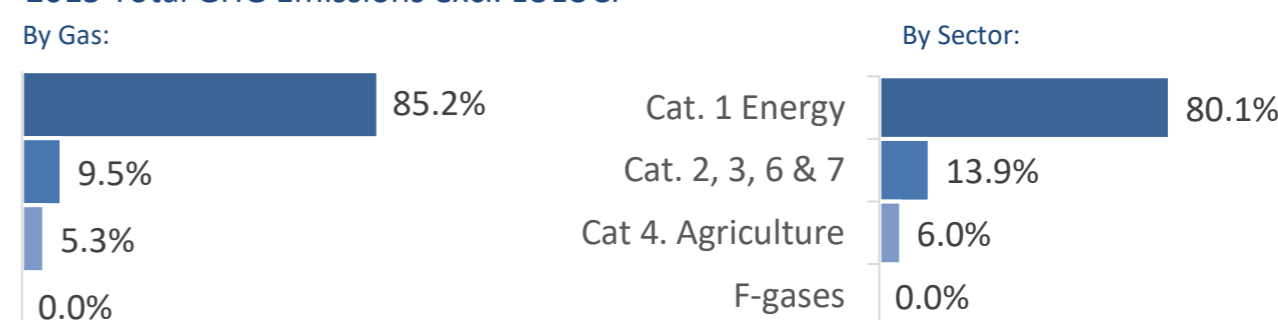 By Gas:
85.2%
9.5%
5.3%
0.0%
By Sector:
Cat. 1 Energy 80.1%
Cat. 2, 3, 6 & 7 13.9%
Cat 4. Agriculture 6.0%
F-gases 0.0%